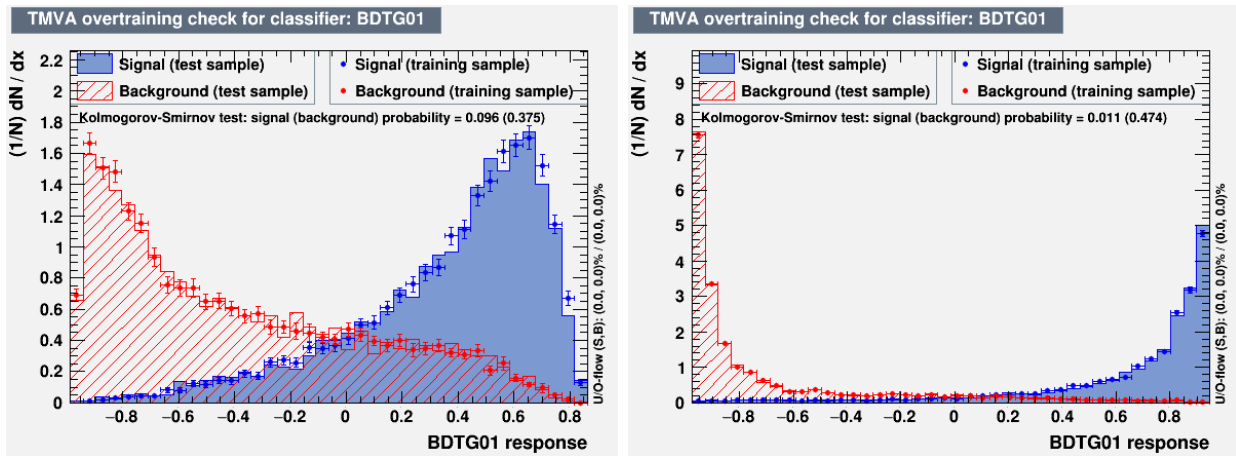 TMVA overtraining check for classifier: BDTG01
Signal (test sample)
Background (test sample)
Signal (training sample)
Background (training sample)
Kolmogorov-Smirnov test: signal (background) probability = 0.096 (0.375)
(1/N) dN / dx
2.2
2
1.8
1.6
1.4
1.2
1
0.8
0.6
0.4
0.2
0
-0.8 -0.6 -0.4 -0.2 0 0.2 0.4 0.6 0.8
BDTG01 response
U/O-flow (S,B): (0.0, 0.0)% / (0.0, 0.0)%
TMVA overtraining check for classifier: BDTG01
Signal (test sample)
Background (test sample)
Signal (training sample)
Background (training sample)
Kolmogorov-Smirnov test: signal (background) probability = 0.011 (0.474)
(1/N) dN / dx
9
8
7
6
5
4
3
2
1
0
-0.8 -0.6 -0.4 -0.2 0 0.2 0.4 0.6 0.8
BDTG01 response
U/O-flow (S,B): (0.0, 0.0)% / (0.0, 0.0)%